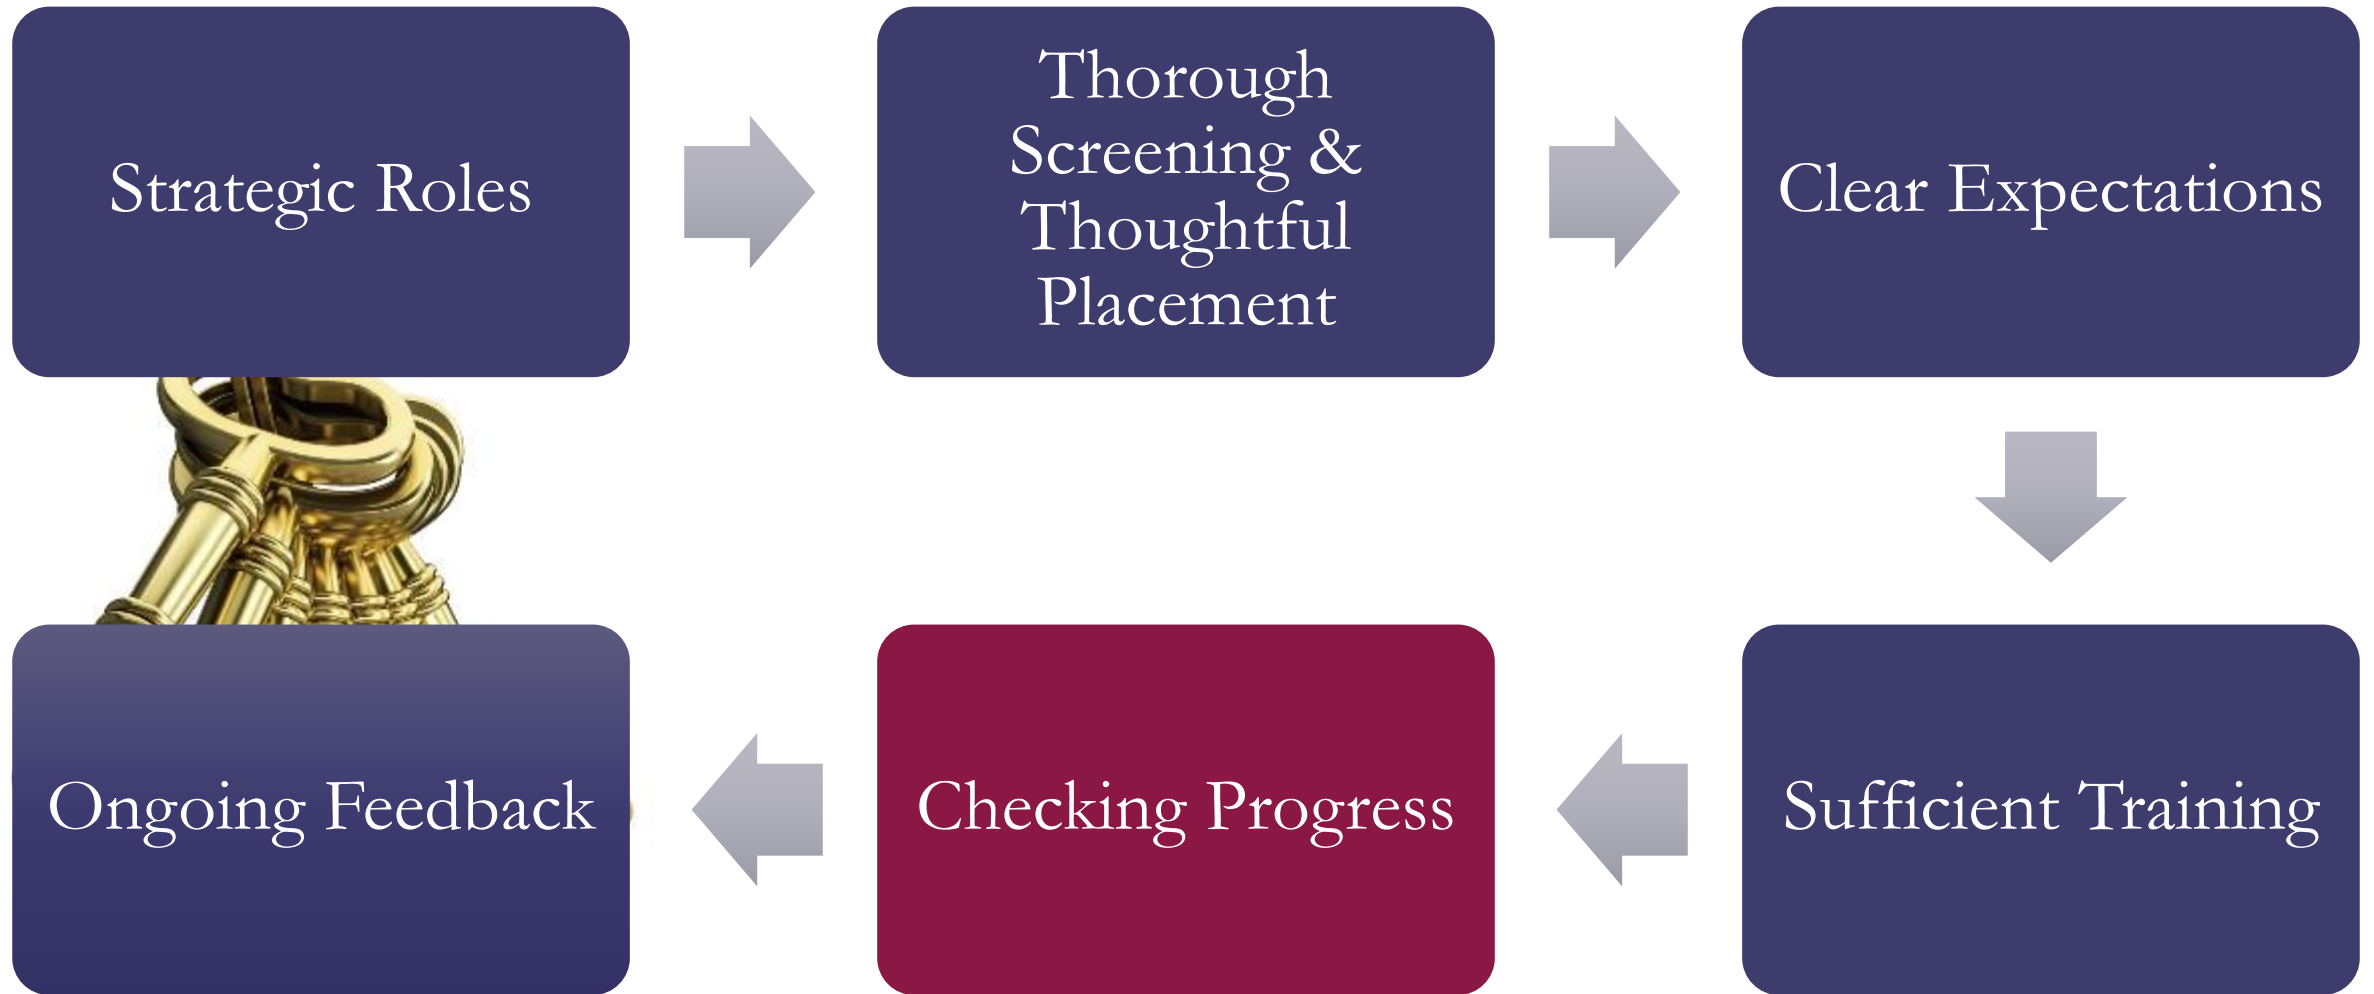 Strategic Roles
Thorough
Screening &
Thoughtful
Placement
Clear Expectations
Sufficient Training
Checking Progress
Ongoing Feedback